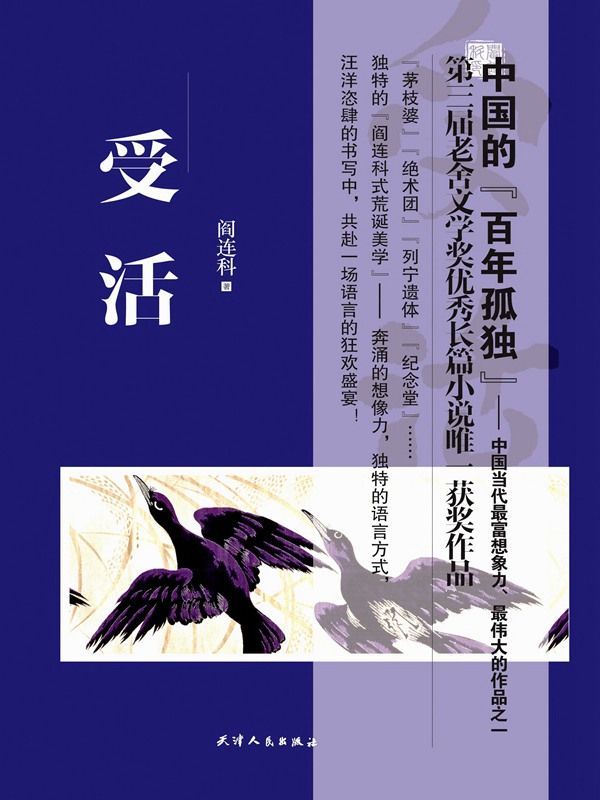 中国的『百年孤独』——中国当代最富想象力、最伟大的作品之一
第三届老舍文学奖优秀长篇小说唯一获奖作品
『茅枝婆』『绝术团』『列宁遗体』『纪念堂』……
独特的『阎连科式荒诞美学』——奔涌的想像力，独特的语言方式，
汪洋恣肆的书写中，共赴一场语言的狂欢盛宴！
受活
阎连科 著
天津人民出版社